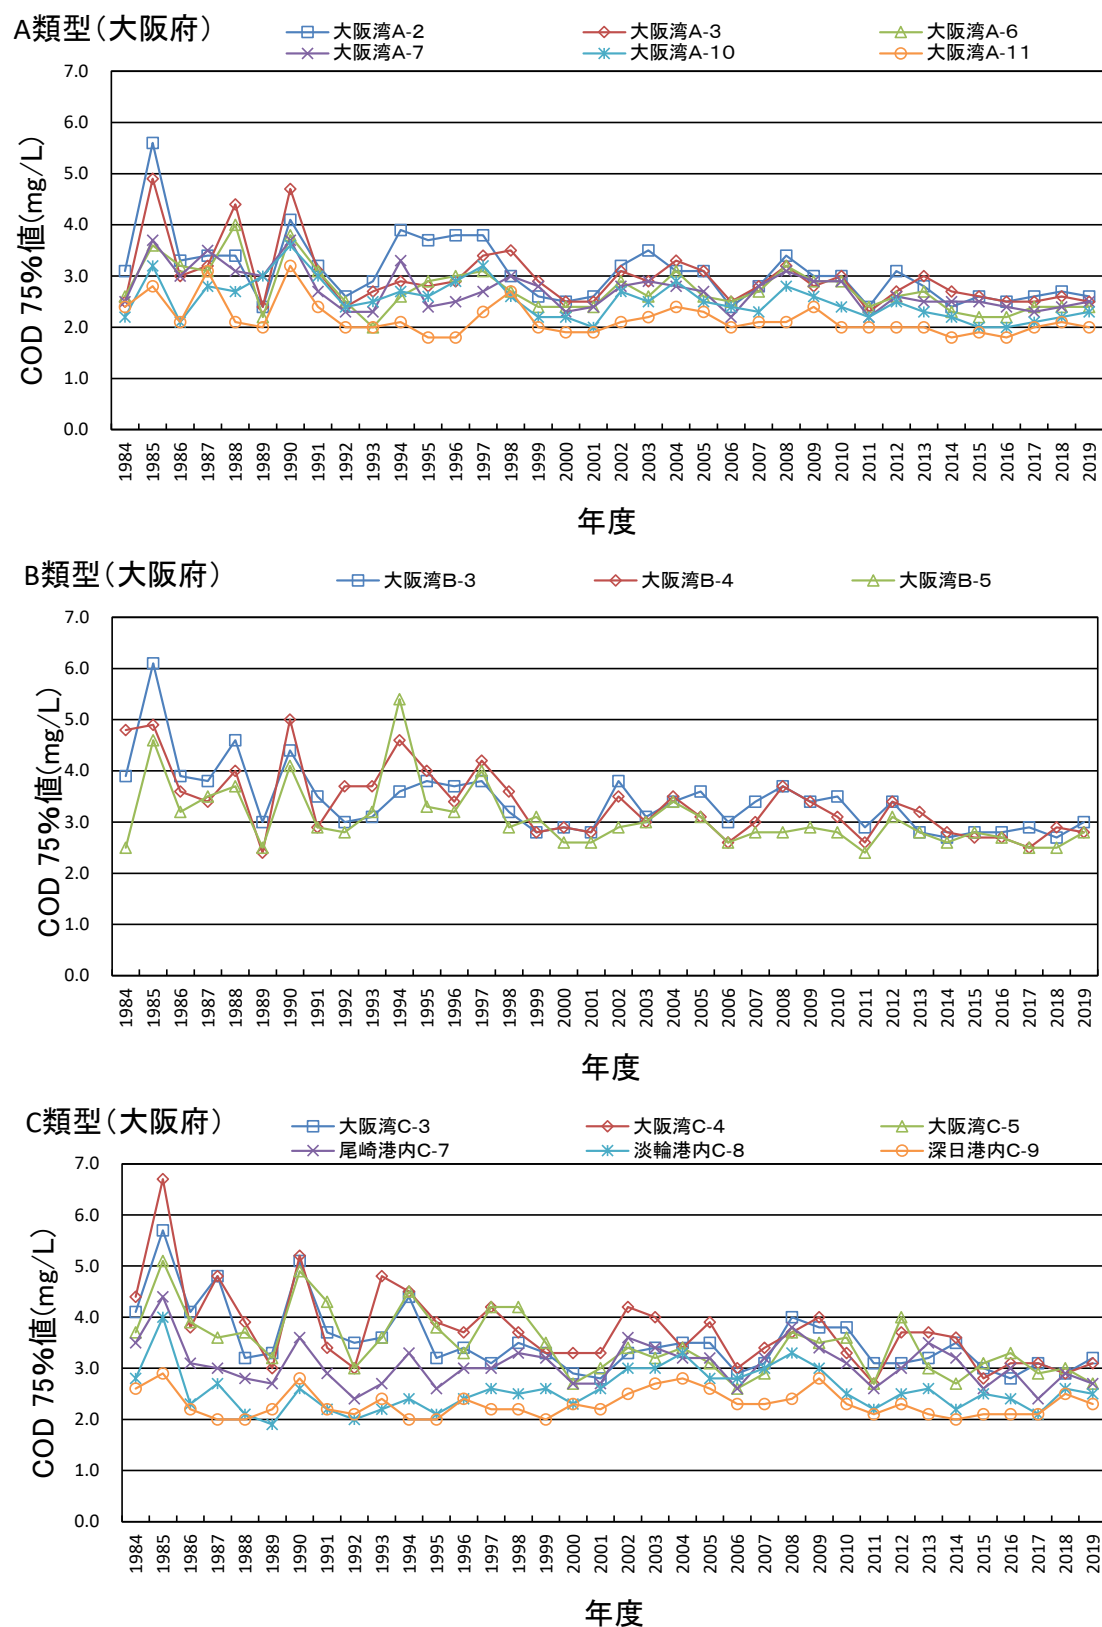 A類型（大阪府）
大阪湾A-2 大阪湾A-3 大阪湾A-6
大阪湾A-7 大阪湾A-10 大阪湾A-11
COD 75%値(mg/L)
7.0
6.0
5.0
4.0
3.0
2.0
1.0
0.0
1984 1985 1986 1987 1988 1989 1990 1991 1992 1993 1994 1995 1996 1997 1998 1999 2000 2001 2002 2003 2004 2005 2006 2007 2008 2009 2010 2011 2012 2013 2014 2015 2016 2017 2018 2019
年度
B類型（大阪府）
大阪湾B-3 大阪湾B-4 大阪湾B-5
COD 75%値(mg/L)
7.0
6.0
5.0
4.0
3.0
2.0
1.0
0.0
1984 1985 1986 1987 1988 1989 1990 1991 1992 1993 1994 1995 1996 1997 1998 1999 2000 2001 2002 2003 2004 2005 2006 2007 2008 2009 2010 2011 2012 2013 2014 2015 2016 2017 2018 2019
年度
C類型（大阪府）
大阪湾C-3 大阪湾C-4 大阪湾C-5
尾崎港内C-7 淡輪港内C-8 深日港内C-9
COD 75%値(mg/L)
7.0
6.0
5.0
4.0
3.0
2.0
1.0
0.0
1984 1985 1986 1987 1988 1989 1990 1991 1992 1993 1994 1995 1996 1997 1998 1999 2000 2001 2002 2003 2004 2005 2006 2007 2008 2009 2010 2011 2012 2013 2014 2015 2016 2017 2018 2019
年度